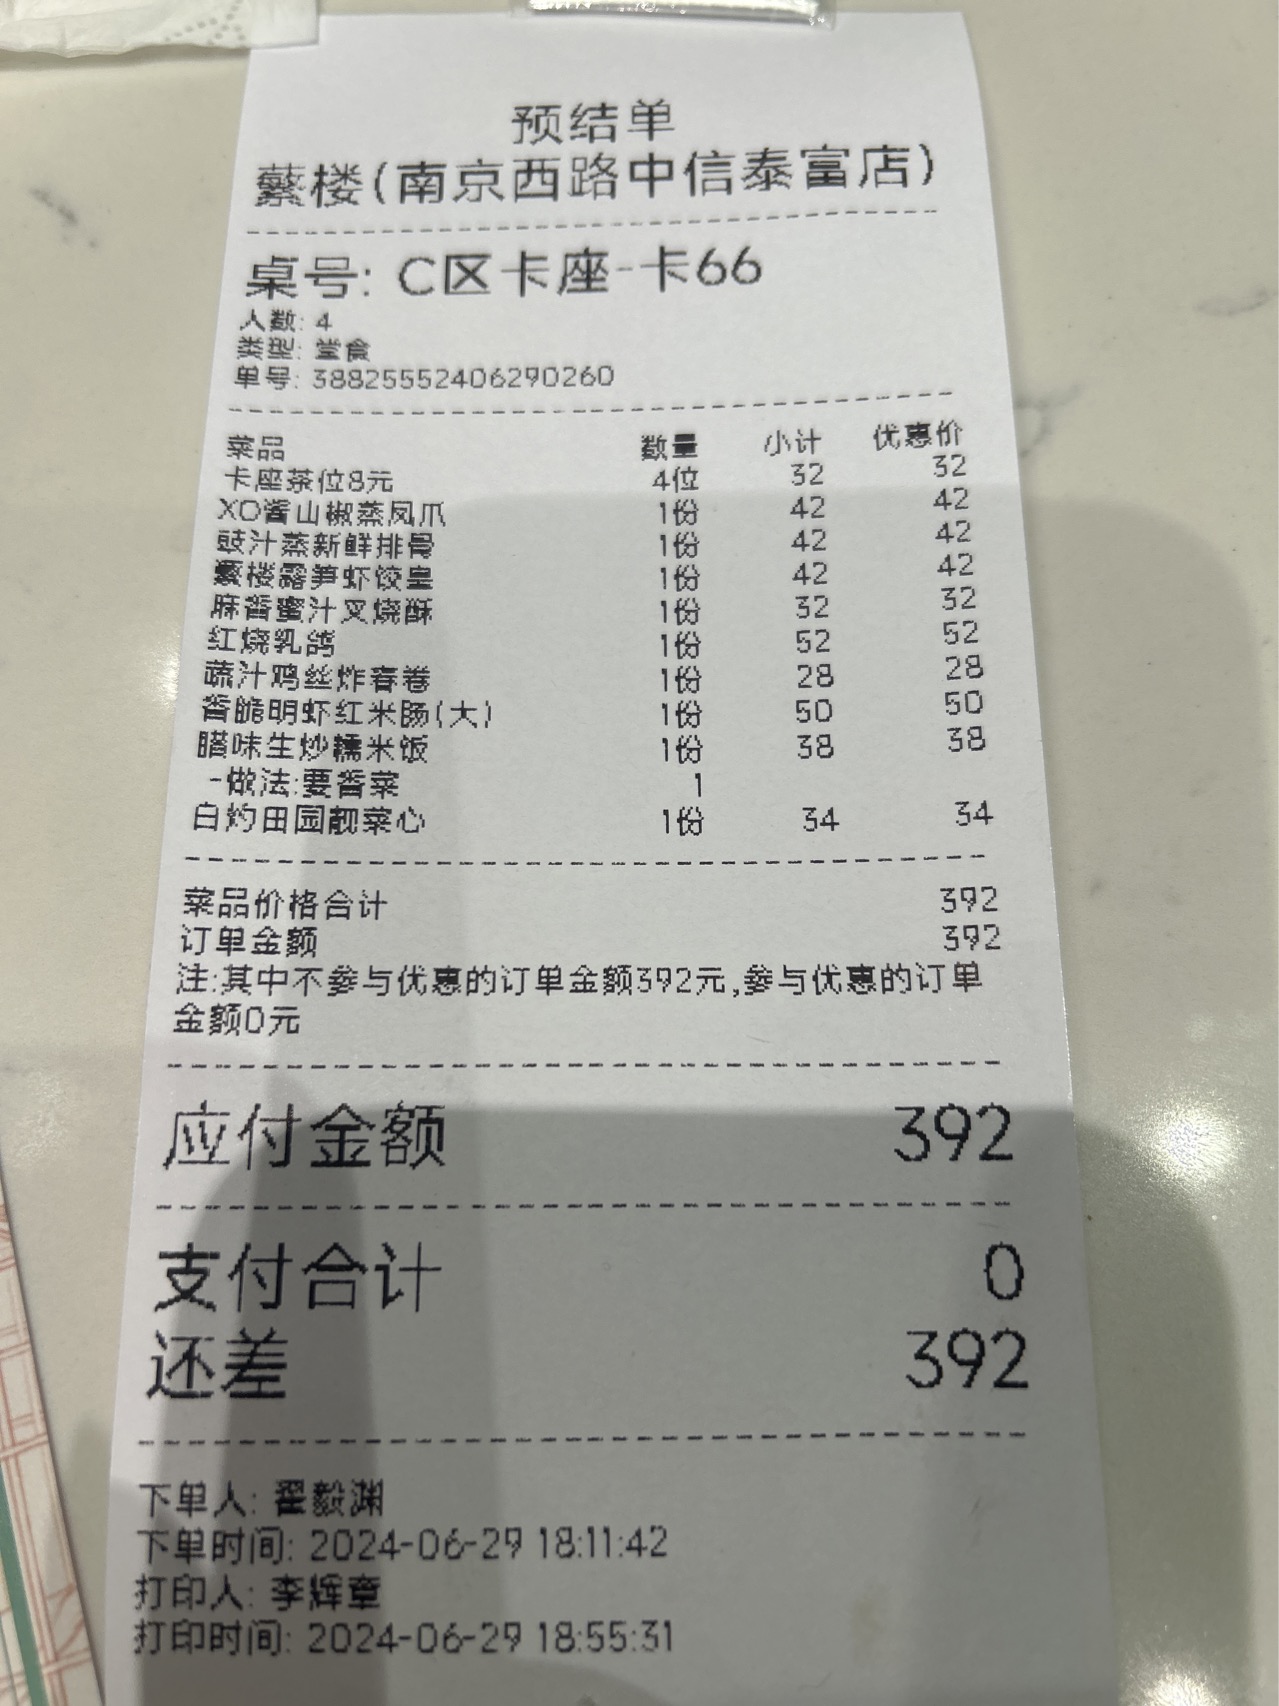 预结单
蘩楼(南京西路中信泰富店)
桌号: C区卡座-卡66
人数: 4
类型: 堂食
单号: 38825552406290260
菜品 数量 小计 优惠价
卡座茶位8元 4位 32 32
XO酱山椒蒸凤爪 1份 42 42
豉汁蒸新鲜排骨 1份 42 42
蘩楼露笋虾饺皇 1份 42 42
麻香蜜汁叉烧酥 1份 32 32
红烧乳鸽 1份 52 52
蔬汁鸡丝炸春卷 1份 28 28
香脆明虾红米肠(大) 1份 50 50
腊味生炒糯米饭 1份 38 38
-做法:要香菜 1
白灼田园靓菜心 1份 34 34
菜品价格合计 392
订单金额 392
注:其中不参与优惠的订单金额392元,参与优惠的订单
金额0元
应付金额 392
支付合计 0
还差 392
下单人: 翟毅渊
下单时间: 2024-06-29 18:11:42
打印人: 李辉章
打印时间: 2024-06-29 18:55:31